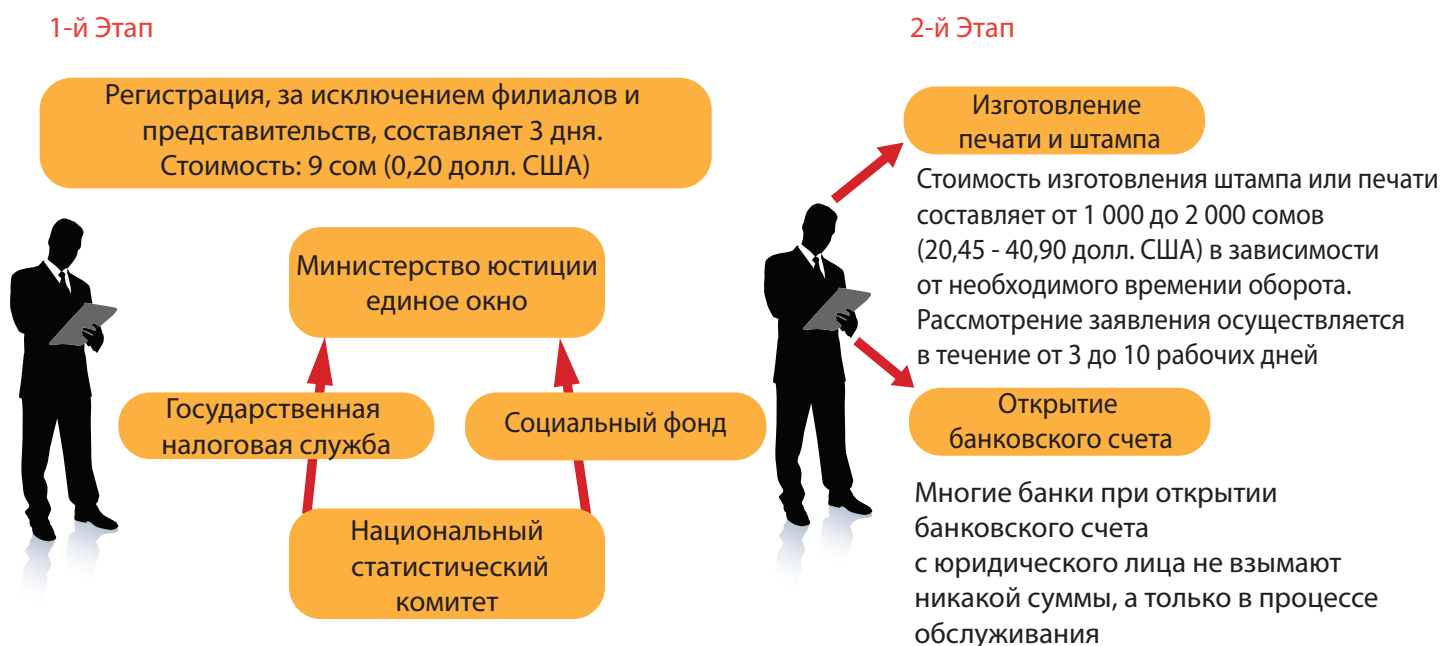 1-й Этап
Регистрация, за исключением филиалов и
представительств, составляет 3 дня.
Стоимость: 9 сом (0,20 долл. США)
Министерство юстиции
единое окно
Государственная
налоговая служба
Социальный фонд
Национальный
статистический
комитет
2-й Этап
Изготовление
печати и штампа
Стоимость изготовления штампа или печати
составляет от 1 000 до 2 000 сомов
(20,45 - 40,90 долл. США) в зависимости
от необходимого времении оборота.
Рассмотрение заявления осуществляется
в течение от 3 до 10 рабочих дней
Открытие
банковского счета
Многие банки при открытии
банковского счета
с юридического лица не взымают
никакой суммы, а только в процессе
обслуживания